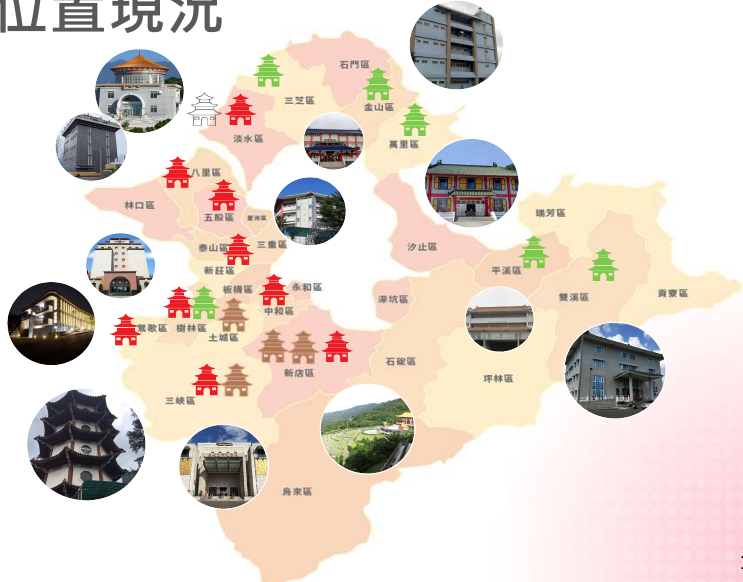 位置現況
石門區
三芝區
金山區
萬里區
淡水區
八里區
林口區
五股區
蘆洲區
瑞芳區
泰山區
三重區
汐止區
新莊區
平溪區
板橋區
永和區
深坑區
雙溪區
貢寮區
中和區
鶯歌區
樹林區
土城區
石碇區
新店區
坪林區
三峽區
烏來區